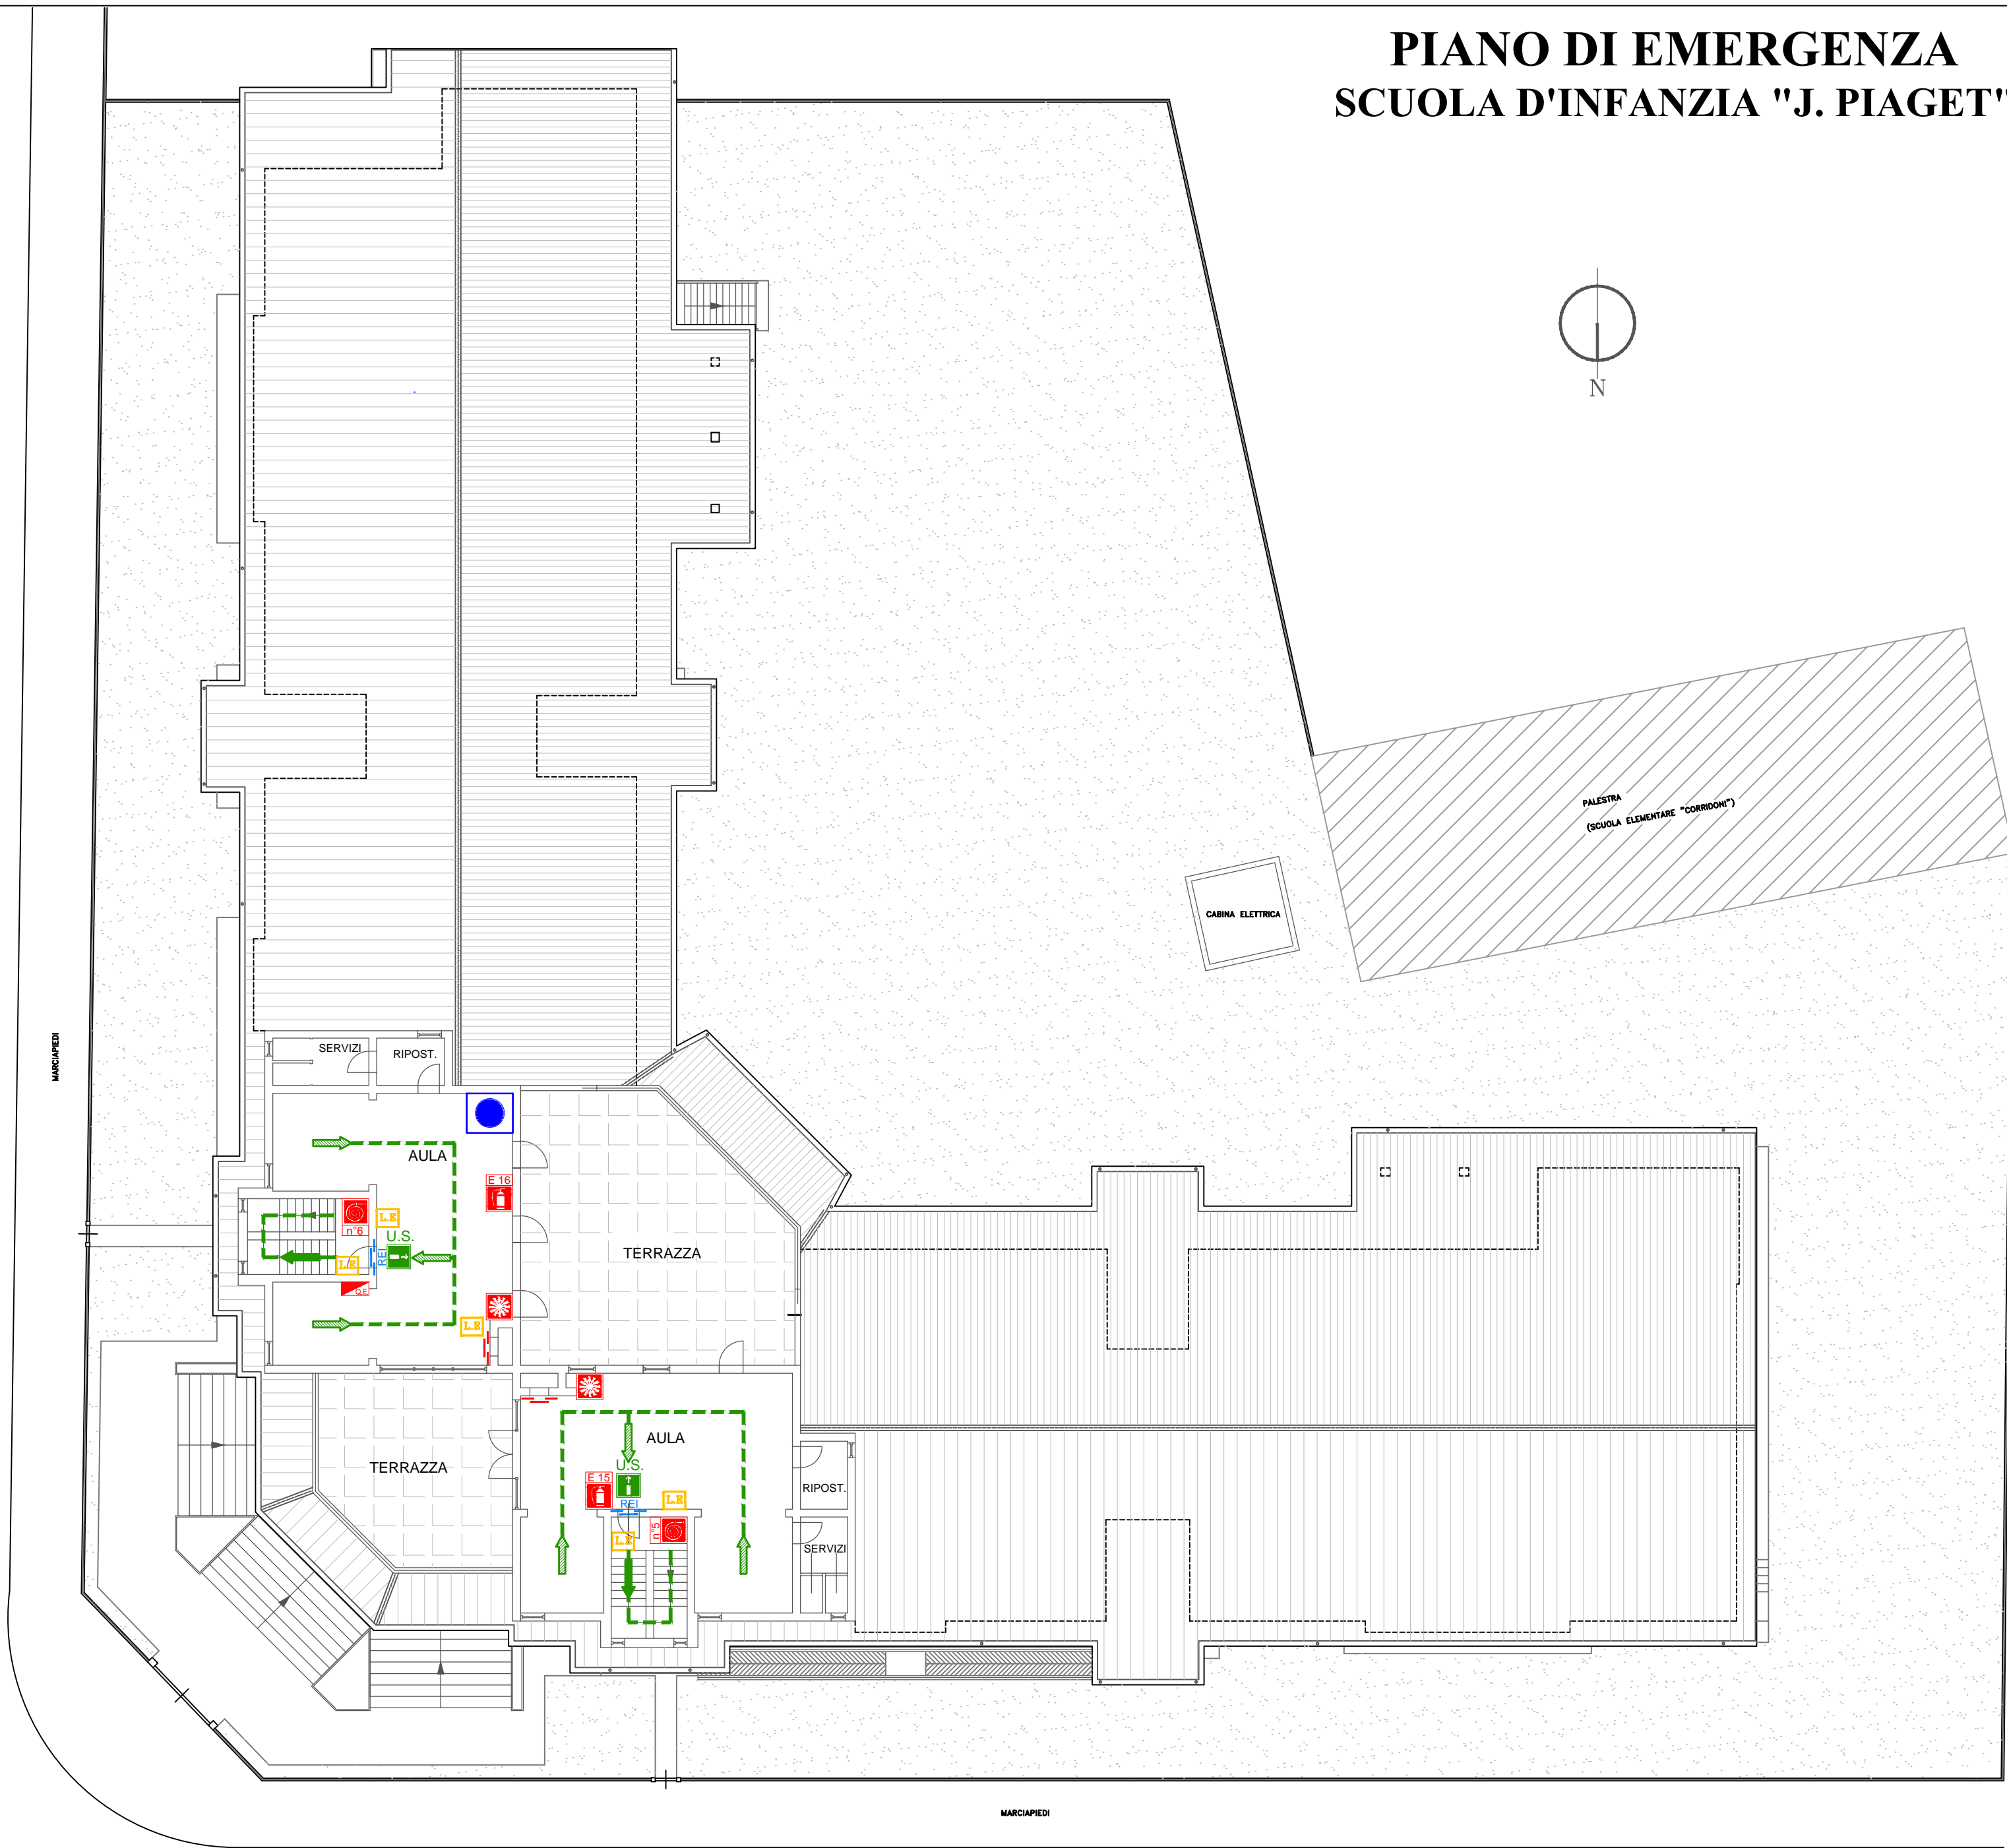 PIANO DI EMERGENZA
SCUOLA D'INFANZIA "J. PIAGET"
N
PALESTRA
(SCUOLA ELEMENTARE "CORRIDONI")
CABINA ELETTRICA
MARCIAPIEDI
SERVIZI
RIPOST.
AULA
E 16
n°6
L.E
U.S.
REI
L.E
Q.E
L.E
TERRAZZA
TERRAZZA
AULA
U.S.
E 15
REI
L.E
n°5
L.E
RIPOST.
SERVIZI
MARCIAPIEDI